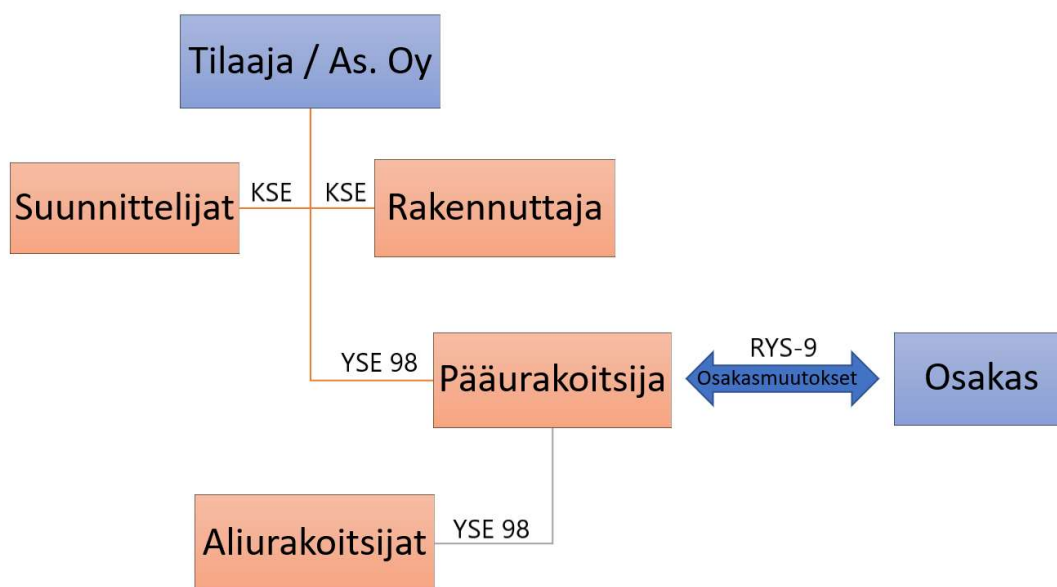 Tilaaja / As. Oy
Suunnittelijat
KSE
KSE
Rakennuttaja
YSE 98
Pääurakoitsija
RYS-9
Osakasmuutokset
Osakas
Aliurakoitsijat
YSE 98